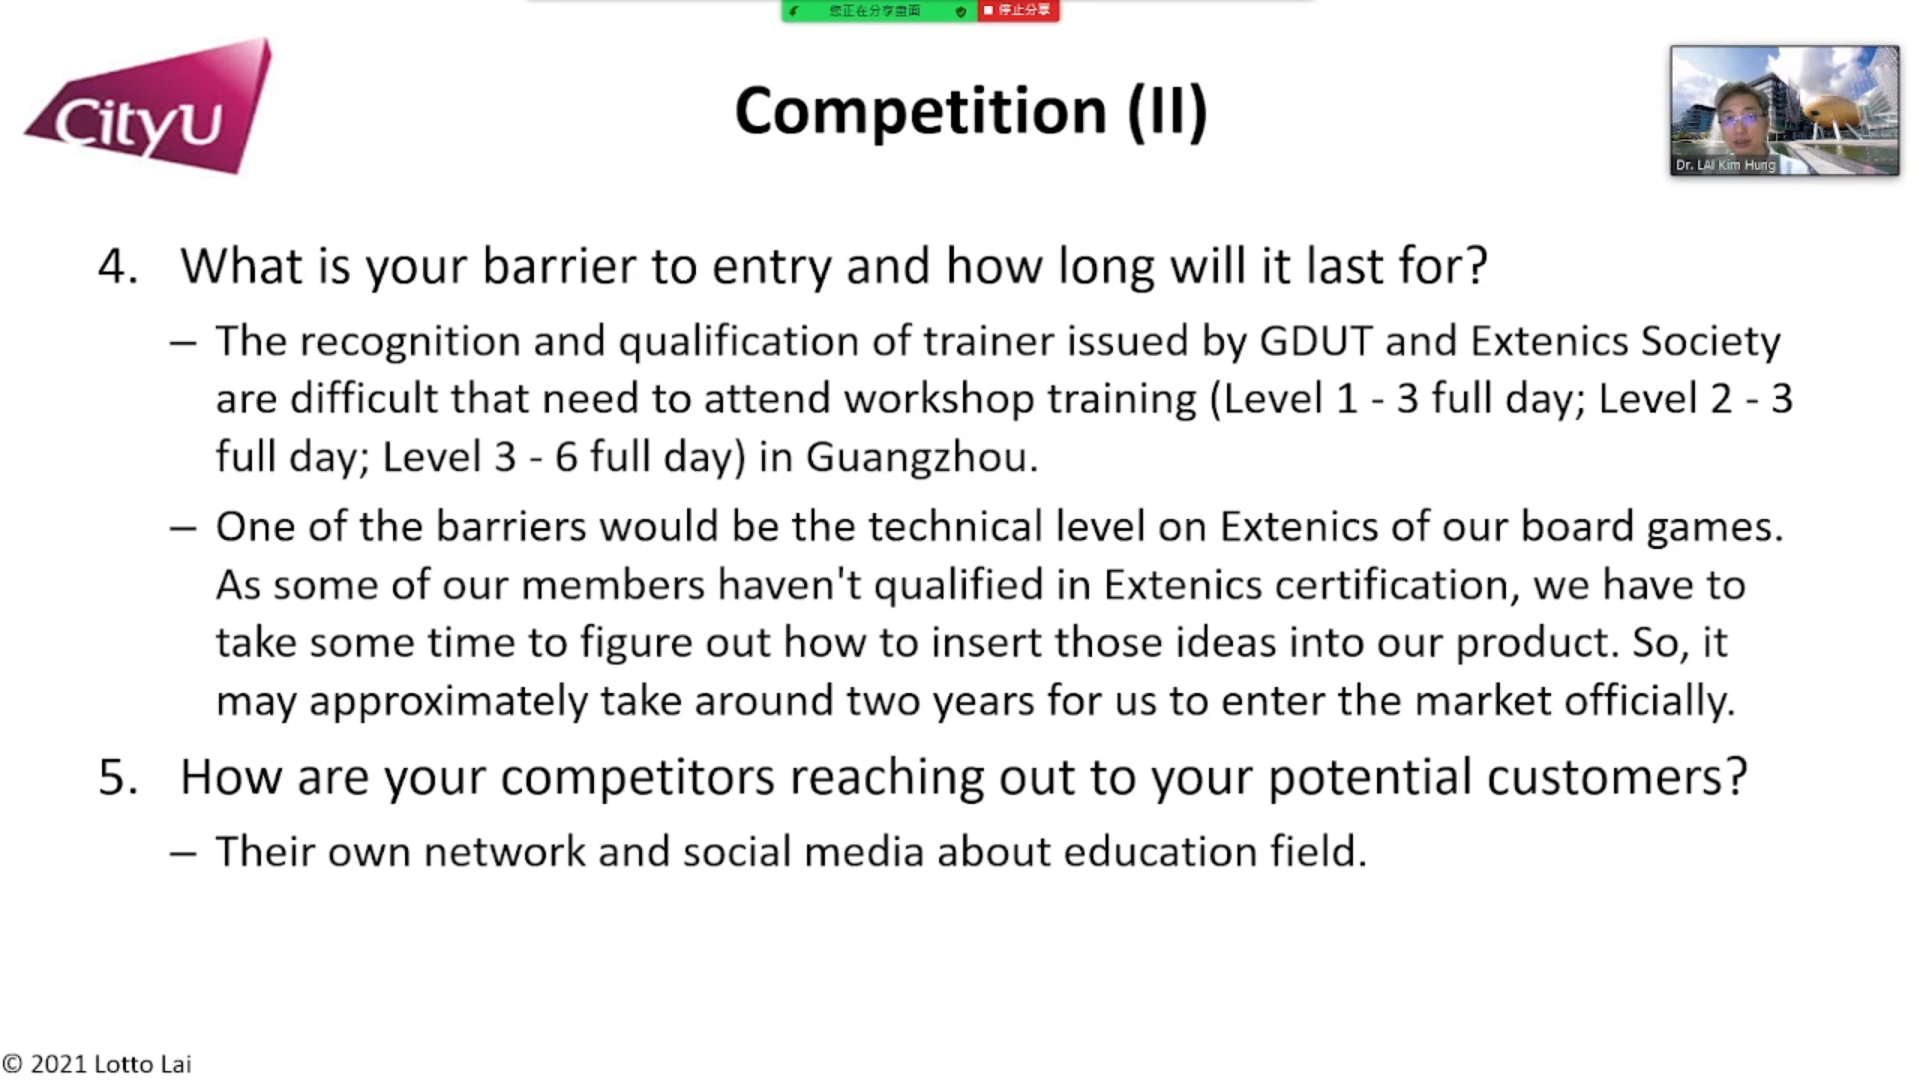 您正在分享畫面
停止分享
CityU
Competition (II)
Dr. LAI Kim Hung
4. What is your barrier to entry and how long will it last for?
– The recognition and qualification of trainer issued by GDUT and Extenics Society
are difficult that need to attend workshop training (Level 1 - 3 full day; Level 2 - 3
full day; Level 3 - 6 full day) in Guangzhou.
– One of the barriers would be the technical level on Extenics of our board games.
As some of our members haven't qualified in Extenics certification, we have to
take some time to figure out how to insert those ideas into our product. So, it
may approximately take around two years for us to enter the market officially.
5. How are your competitors reaching out to your potential customers?
– Their own network and social media about education field.
© 2021 Lotto Lai